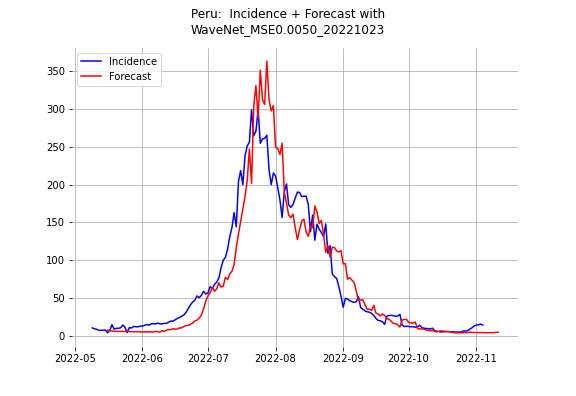 Peru:  Incidence + Forecast with
WaveNet_MSE0.0050_20221023
Incidence
Forecast
350
300
250
200
150
100
50
0
2022-05 2022-06 2022-07 2022-08 2022-09 2022-10 2022-11